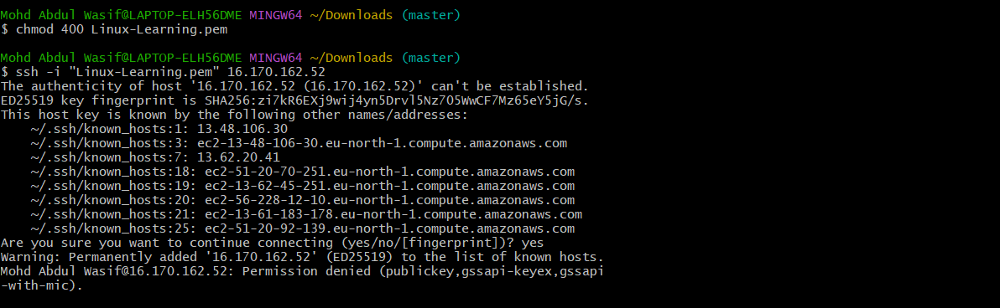 Mohd Abdul Wasif@LAPTOP-ELH56DME MINGW64 ~/Downloads (master)
$ chmod 400 Linux-Learning.pem
Mohd Abdul Wasif@LAPTOP-ELH56DME MINGW64 ~/Downloads (master)
$ ssh -i "Linux-Learning.pem" 16.170.162.52
The authenticity of host '16.170.162.52 (16.170.162.52)' can't be established.
ED25519 key fingerprint is SHA256:zi7kR6EXj9wij4yn5Drvl5Nz7O5WwCF7Mz65eY5jG/s.
This host key is known by the following other names/addresses:
    ~/.ssh/known_hosts:1: 13.48.106.30
    ~/.ssh/known_hosts:3: ec2-13-48-106-30.eu-north-1.compute.amazonaws.com
    ~/.ssh/known_hosts:7: 13.62.20.41
    ~/.ssh/known_hosts:18: ec2-51-20-70-251.eu-north-1.compute.amazonaws.com
    ~/.ssh/known_hosts:19: ec2-13-62-45-251.eu-north-1.compute.amazonaws.com
    ~/.ssh/known_hosts:20: ec2-56-228-12-10.eu-north-1.compute.amazonaws.com
    ~/.ssh/known_hosts:21: ec2-13-61-183-178.eu-north-1.compute.amazonaws.com
    ~/.ssh/known_hosts:25: ec2-51-20-92-139.eu-north-1.compute.amazonaws.com
Are you sure you want to continue connecting (yes/no/[fingerprint])? yes
Warning: Permanently added '16.170.162.52' (ED25519) to the list of known hosts.
Mohd Abdul Wasif@16.170.162.52: Permission denied (publickey,gssapi-keyex,gssapi
-with-mic).